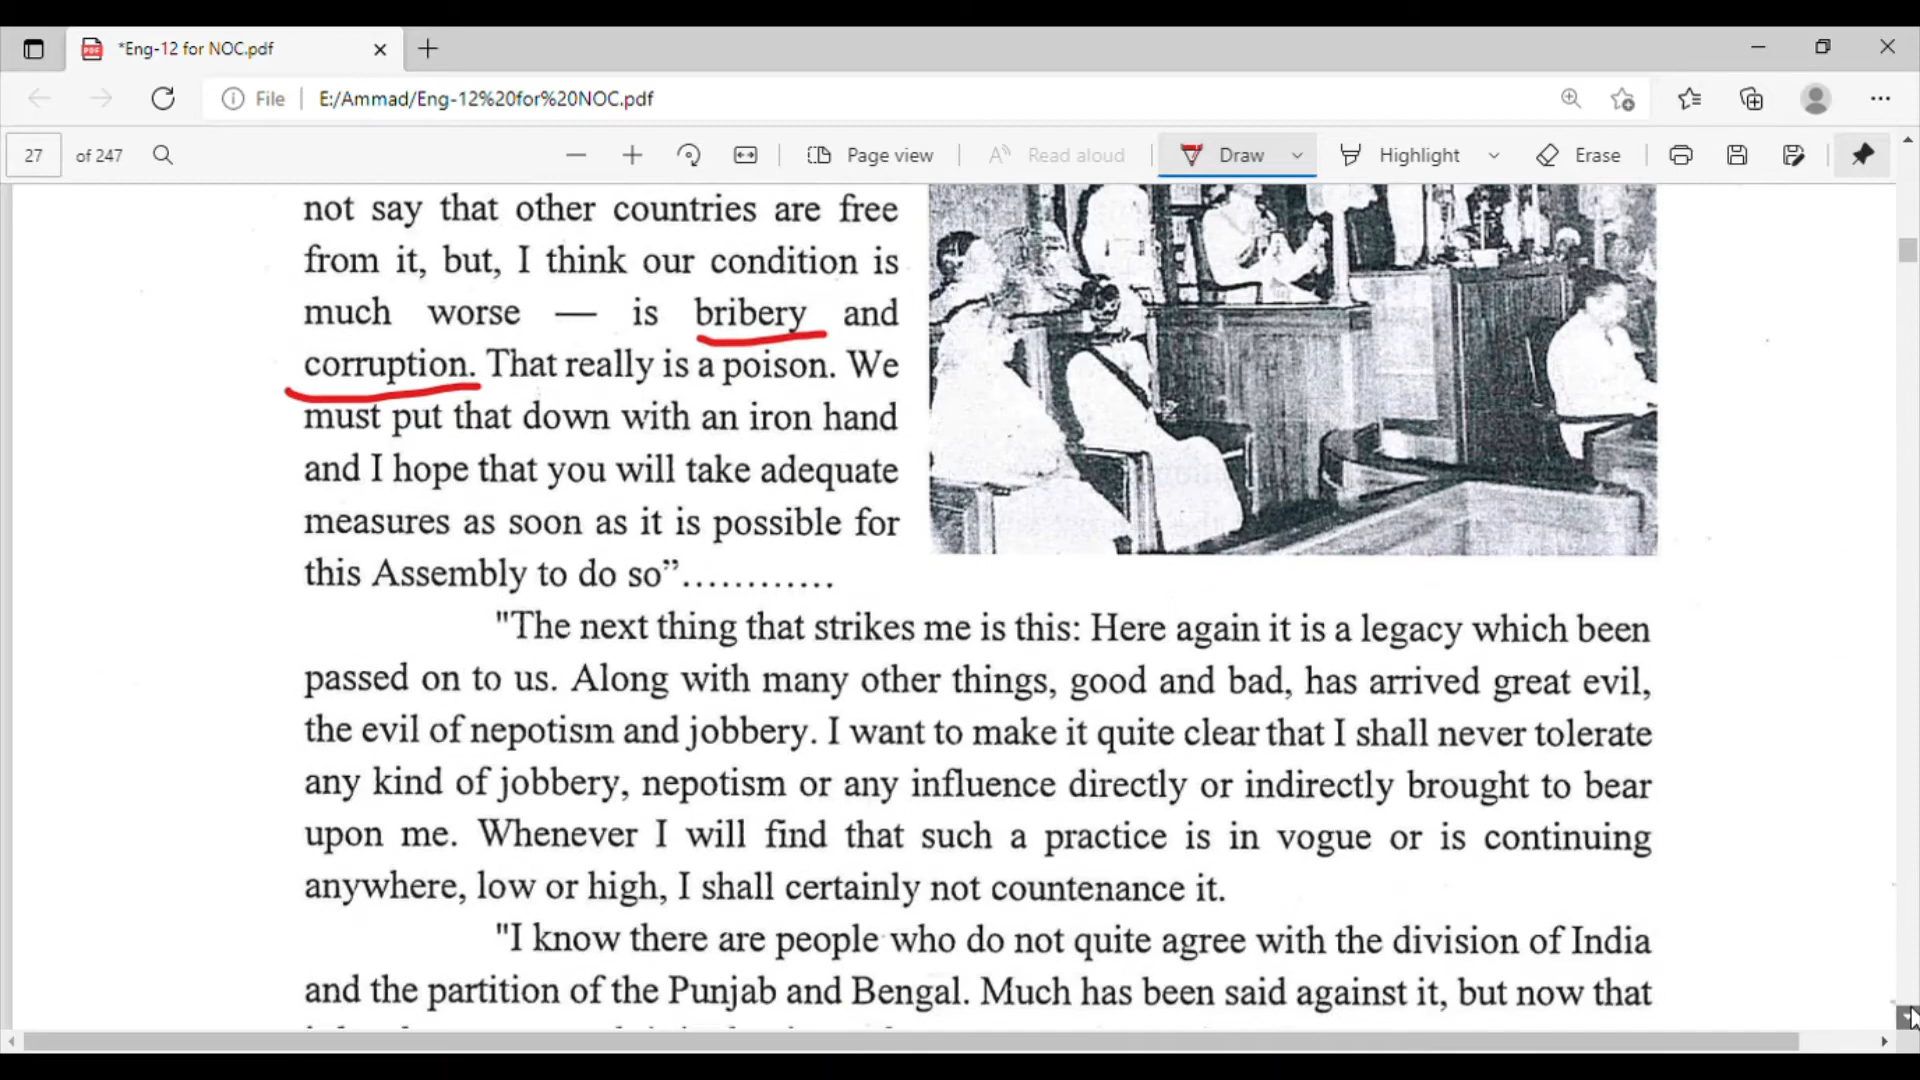 *Eng-12 for NOC.pdf
File
E:/Ammad/Eng-12%20for%20NOC.pdf
27 of 247
Page view
Read aloud
Draw
Highlight
Erase
not say that other countries are free
from it, but, I think our condition is
much worse — is bribery and
corruption. That really is a poison. We
must put that down with an iron hand
and I hope that you will take adequate
measures as soon as it is possible for
this Assembly to do so”............
"The next thing that strikes me is this: Here again it is a legacy which been
passed on to us. Along with many other things, good and bad, has arrived great evil,
the evil of nepotism and jobbery. I want to make it quite clear that I shall never tolerate
any kind of jobbery, nepotism or any influence directly or indirectly brought to bear
upon me. Whenever I will find that such a practice is in vogue or is continuing
anywhere, low or high, I shall certainly not countenance it.
"I know there are people who do not quite agree with the division of India
and the partition of the Punjab and Bengal. Much has been said against it, but now that